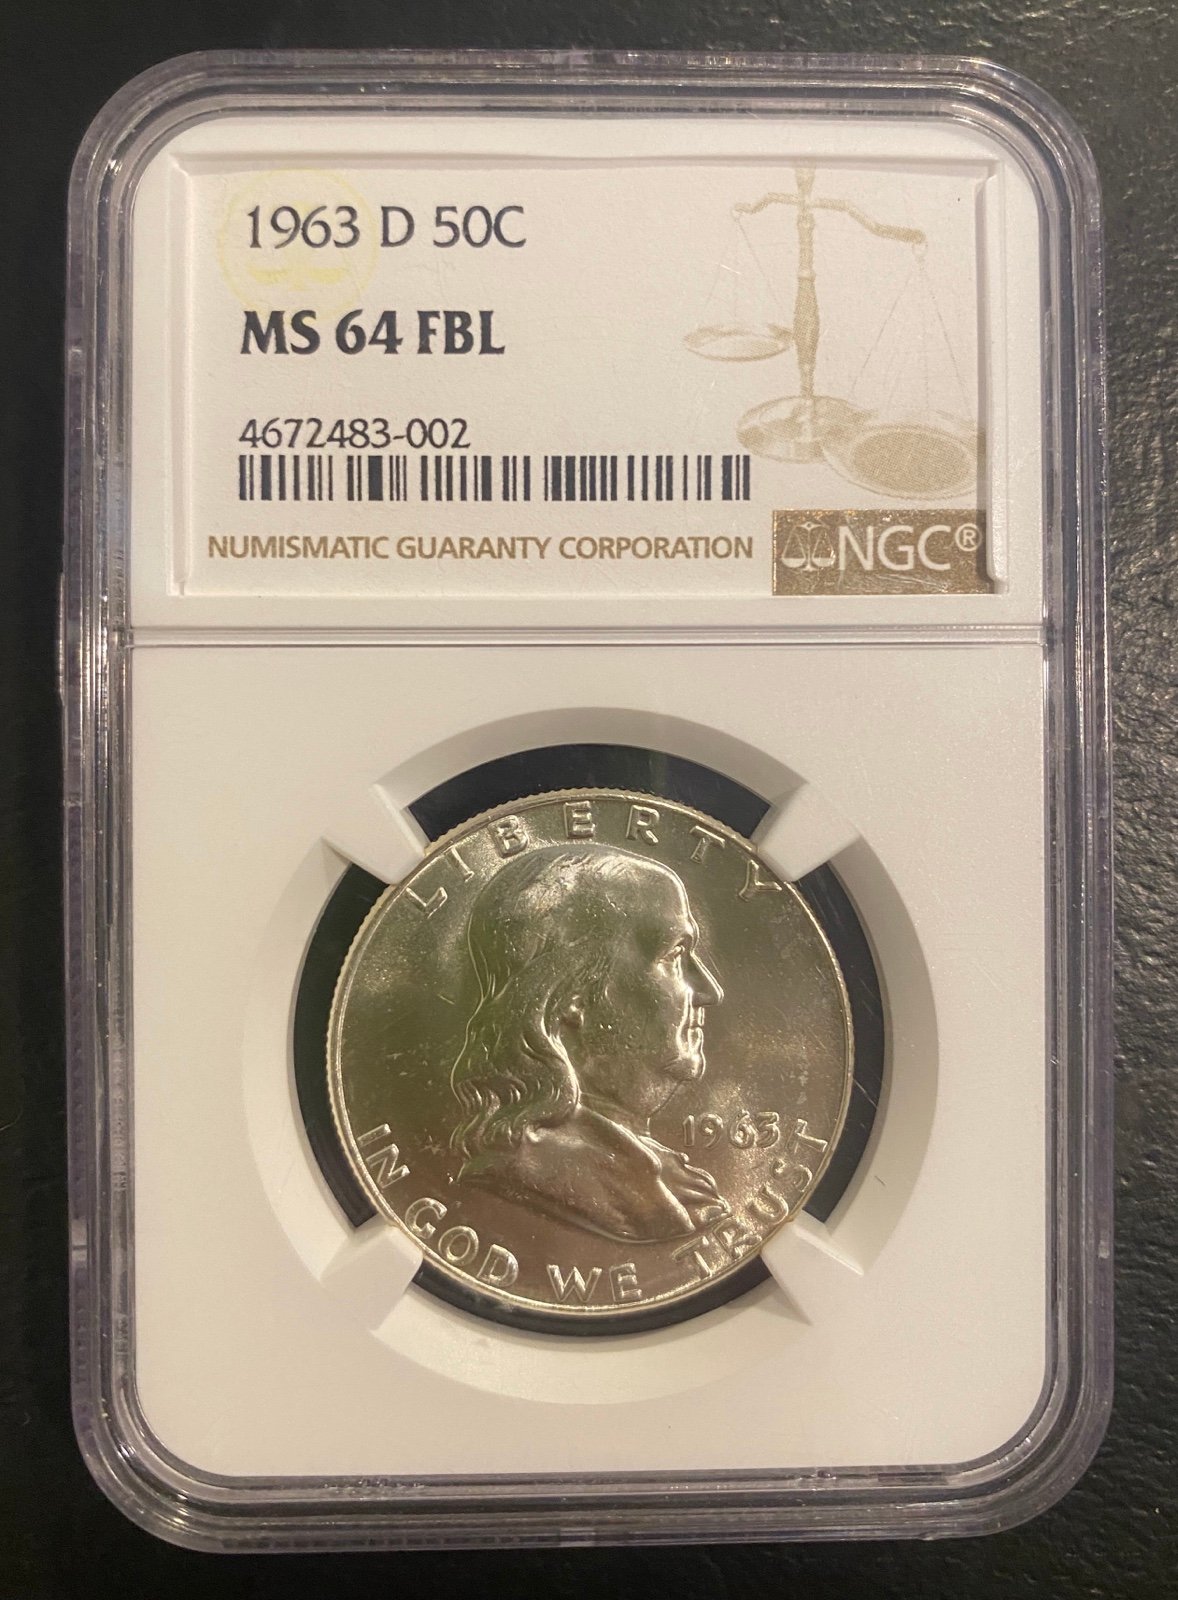 1963 D 50C
MS 64 FBL
4672483-002
NUMISMATIC GUARANTY CORPORATION
NGC®
LIBERTY
1963
IN GOD WE TRUST